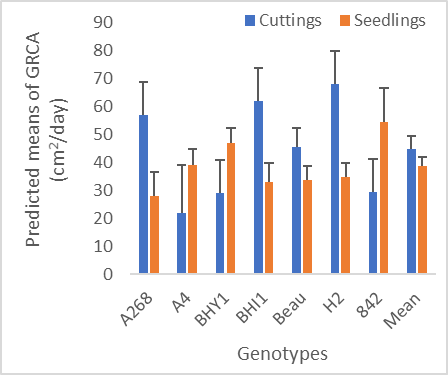 Cuttings Seedlings
Predicted means of GRCA
(cm²/day)
90
80
70
60
50
40
30
20
10
0
A268 A4 BHY1 BHI1 Beau H2 842 Mean
Genotypes